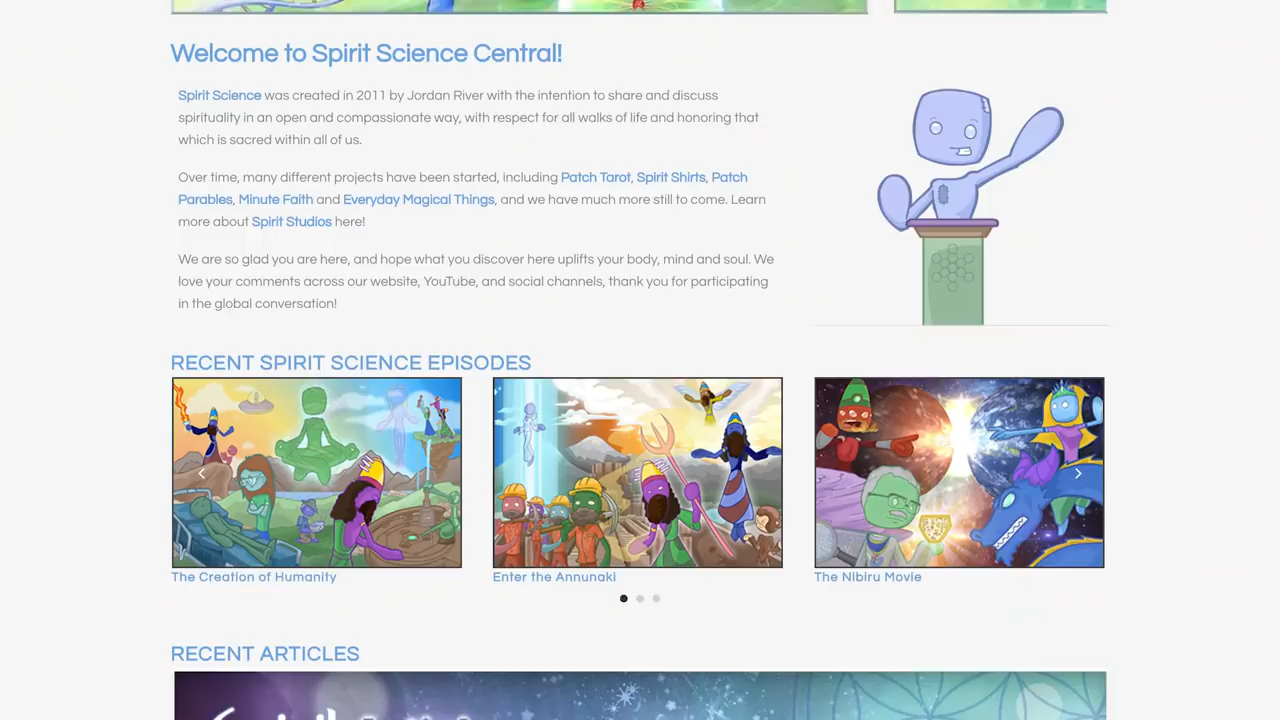 Welcome to Spirit Science Central!
Spirit Science was created in 2011 by Jordan River with the intention to share and discuss
spirituality in an open and compassionate way, with respect for all walks of life and honoring that
which is sacred within all of us.
Over time, many different projects have been started, including Patch Tarot, Spirit Shirts, Patch
Parables, Minute Faith and Everyday Magical Things, and we have much more still to come. Learn
more about Spirit Studios here!
We are so glad you are here, and hope what you discover here uplifts your body, mind and soul. We
love your comments across our website, YouTube, and social channels, thank you for participating
in the global conversation!
RECENT SPIRIT SCIENCE EPISODES
The Creation of Humanity
Enter the Annunaki
The Nibiru Movie
RECENT ARTICLES